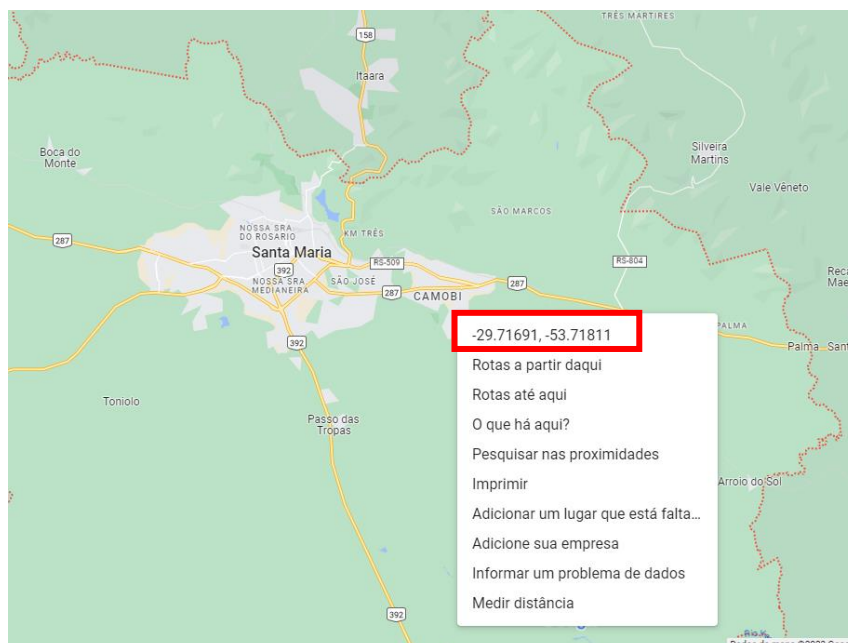 TRÊS MARTIRES
158
Itaara
Boca do
Monte
Silveira
Martins
Vale Vêneto
SÃO MARCOS
NOSSA SRA
DO ROSARIO
KM TRÊS
287
Santa Maria
392
RS-509
RS-804
NOSSA SRA
MEDIANEIRA
SÃO JOSÉ
287
CAMOBI
287
Reca
Mae
-29.71691, -53.71811
PALMA
392
Palma
Sant
Rotas a partir daqui
Rotas até aqui
Toniolo
O que há aqui?
Passo das
Tropas
Pesquisar nas proximidades
Imprimir
Arroio do Sol
Adicionar um lugar que está falta...
Adicione sua empresa
Informar um problema de dados
Medir distância
392